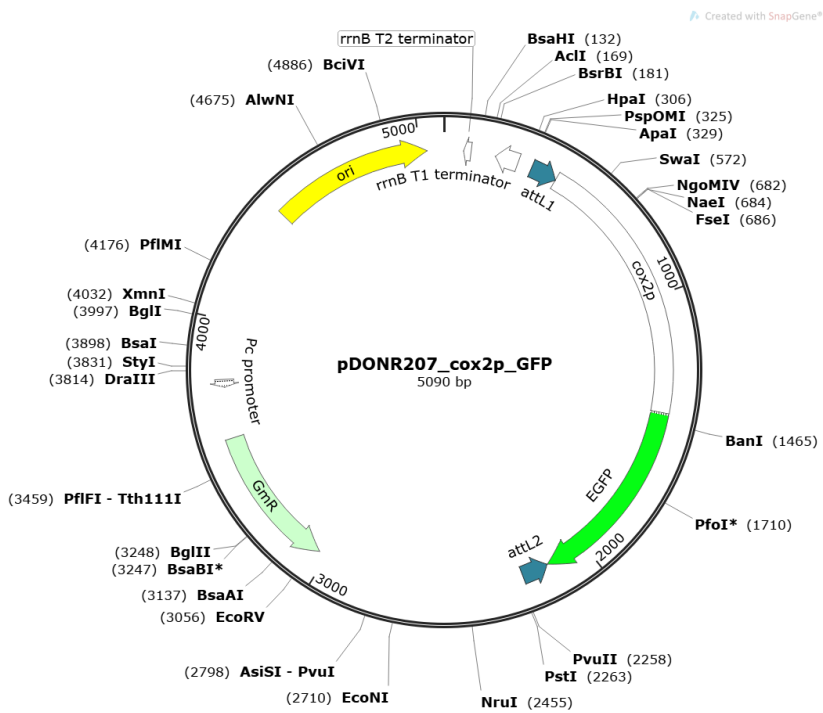 Created with SnapGene®
rrnB T2 terminator
BsaHI (132)
AclI (169)
BsrBI (181)
HpaI (306)
PspOMI (325)
ApaI (329)
SwaI (572)
NgoMIV (682)
NaeI (684)
FseI (686)
BanI (1465)
PfoI* (1710)
PvuII (2258)
PstI (2263)
NruI (2455)
(2710) EcoNI
(2798) AsiSI - PvuI
(3056) EcoRV
(3137) BsaAI
(3247) BsaBI*
(3248) BglII
(3459) PflFI - Tth111I
(3814) DraIII
(3831) StyI
(3898) BsaI
(3997) BglI
(4032) XmnI
(4176) PflMI
(4675) AlwNI
(4886) BciVI
5000
1000
2000
3000
4000
ori
rrnB T1 terminator
attL1
cox2p
EGFP
attL2
GmR
Pc promoter
pDONR207_cox2p_GFP
5090 bp